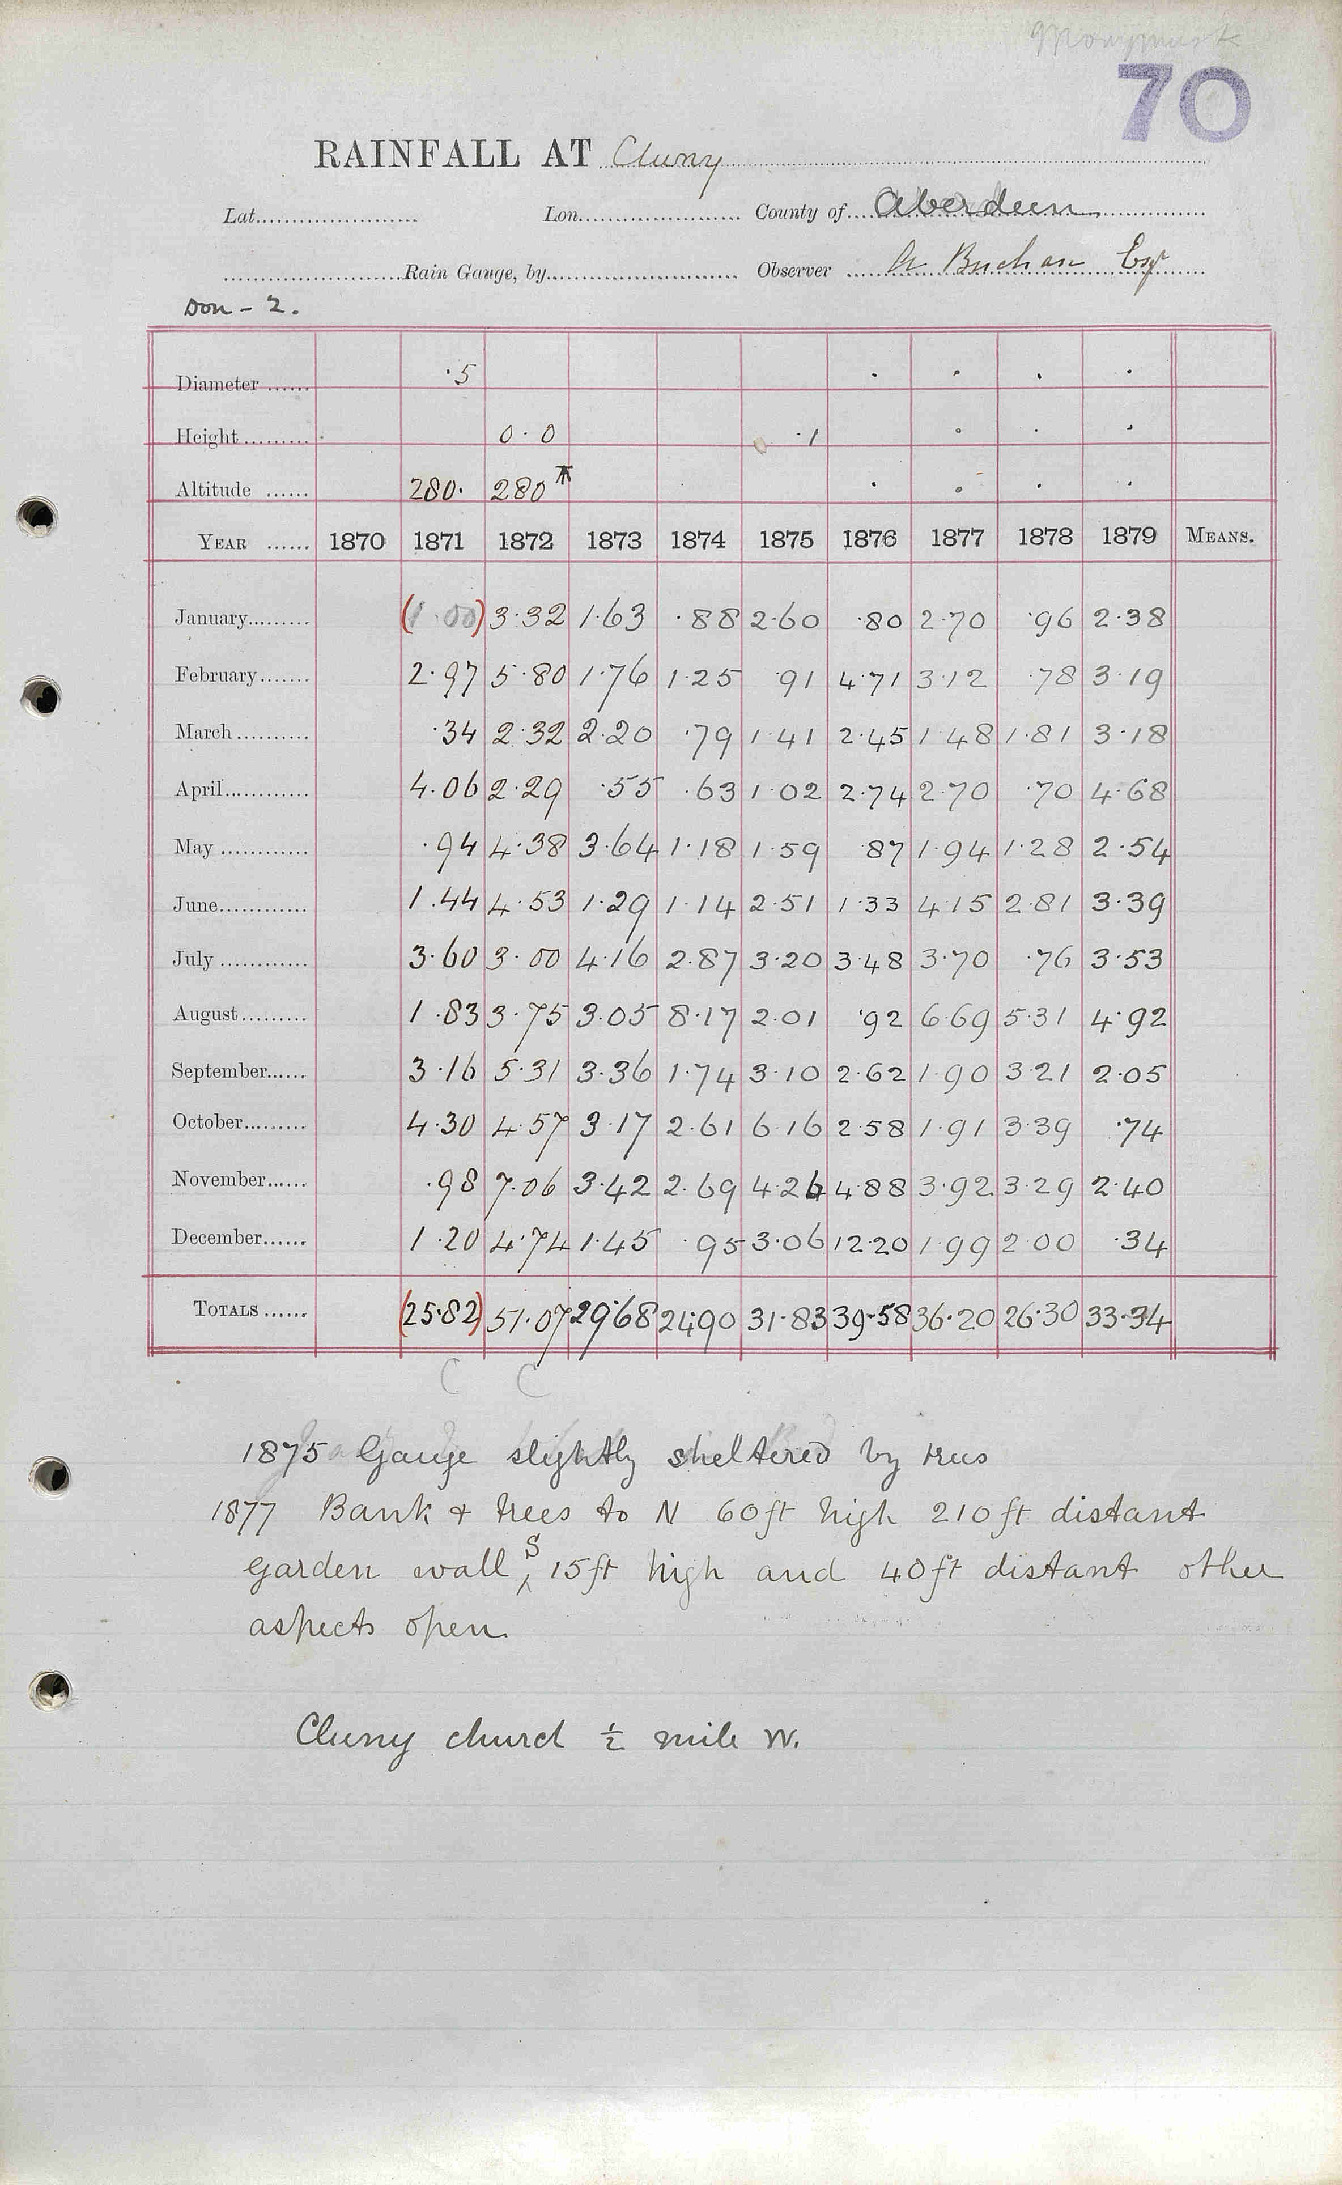 Monymusk
70
RAINFALL AT Cluny
Lat. Lon. County of Aberdeen
Rain Gauge, by Observer A Buchan Esqr
Don - 2.
Diameter ·5
Height 0·0 ·1
Altitude 280· 280
YEAR 1870 1871 1872 1873 1874 1875 1876 1877 1878 1879 MEANS.
January (1·00) 3·32 1·63 ·88 2·60 ·80 2·70 ·96 2·38
February 2·97 5·80 1·76 1·25 ·91 4·71 3·12 ·78 3·19
March ·34 2·32 2·20 ·79 1·41 2·45 1·48 1·81 3·18
April 4·06 2·29 ·55 ·63 1·02 2·74 2·70 ·70 4·68
May ·94 4·38 3·64 1·18 1·59 ·87 1·94 1·28 2·54
June 1·44 4·53 1·29 1·14 2·51 1·33 4·15 2·81 3·39
July 3·60 3·00 4·16 2·87 3·20 3·48 3·70 ·76 3·53
August 1·83 3·75 3·05 8·17 2·01 ·92 6·69 5·31 4·92
September 3·16 5·31 3·36 1·74 3·10 2·62 1·90 3·21 2·05
October 4·30 4·57 3·17 2·61 6·16 2·58 1·91 3·39 ·74
November ·98 7·06 3·42 2·69 4·26 4·88 3·92 3·29 2·40
December 1·20 4·74 1·45 ·95 3·06 12·20 1·99 2·00 ·34
TOTALS (25·82) 51·07 29·68 24·90 31·83 39·58 36·20 26·30 33·34
C C
1875 Gauge slightly sheltered by trees
1877 Bank & trees to N 60ft high 210ft distant
garden wall S 15ft high and 40ft distant other
aspects open.
Cluny church ½ mile W.